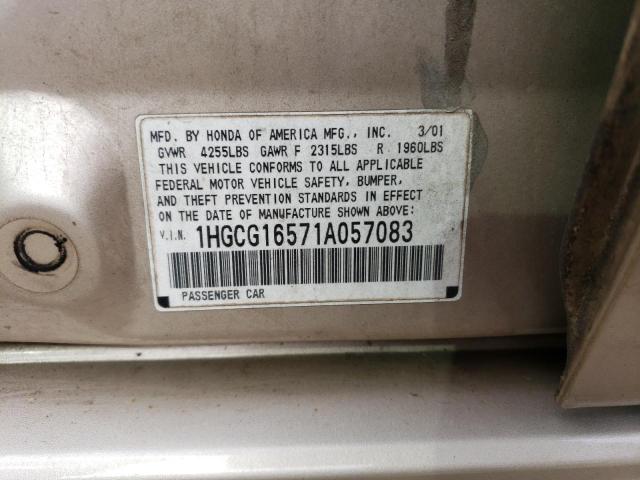 MFD. BY HONDA OF AMERICA MFG., INC. 3/01
GVWR 4255LBS GAWR F 2315LBS R 1960LBS
THIS VEHICLE CONFORMS TO ALL APPLICABLE
FEDERAL MOTOR VEHICLE SAFETY, BUMPER,
AND THEFT PREVENTION STANDARDS IN EFFECT
ON THE DATE OF MANUFACTURE SHOWN ABOVE.
V.I.N. 1HGCG16571A057083
PASSENGER CAR